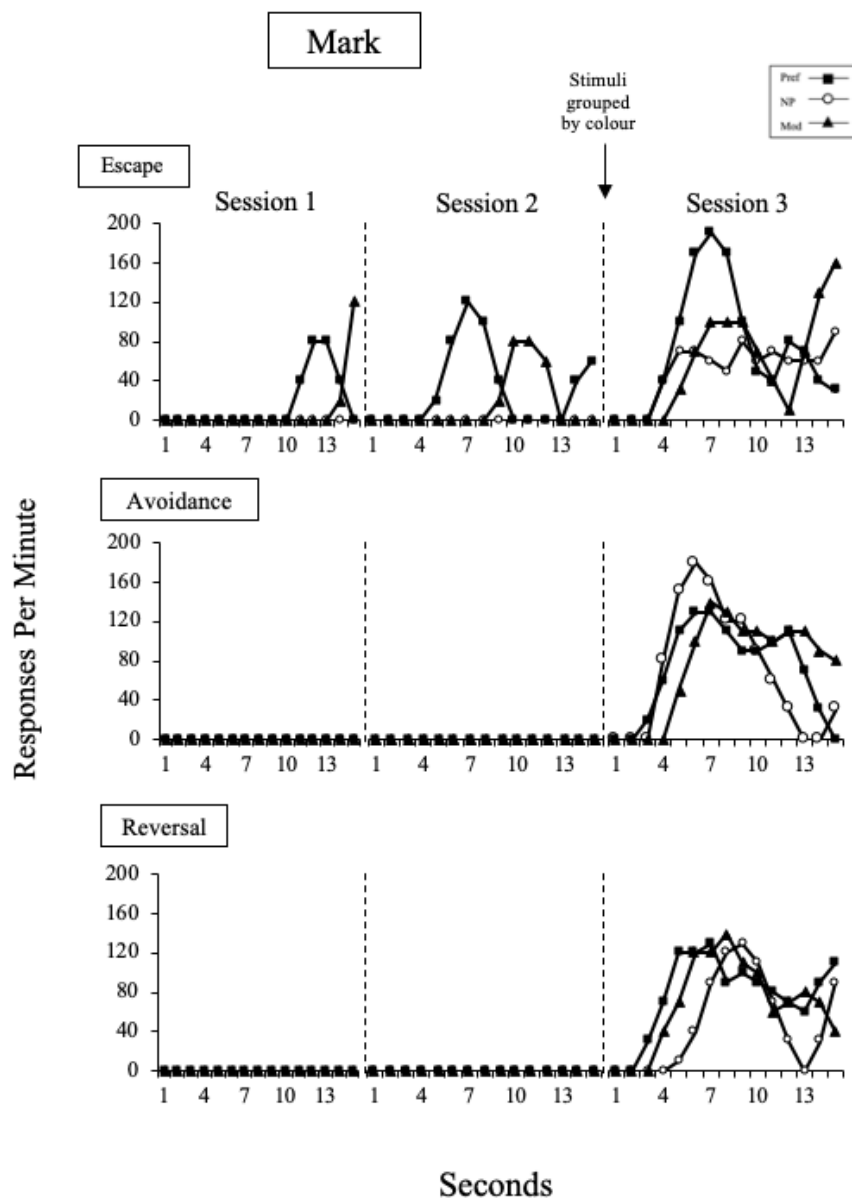 Mark
Stimuli
grouped
by colour
Pref
NP
Mod
Escape
Session 1
Session 2
Session 3
200
160
120
80
40
0
1 4 7 10 13 1 4 7 10 13 1 4 7 10 13
Avoidance
200
160
120
80
40
0
1 4 7 10 13 1 4 7 10 13 1 4 7 10 13
Reversal
200
160
120
80
40
0
1 4 7 10 13 1 4 7 10 13 1 4 7 10 13
Responses Per Minute
Seconds